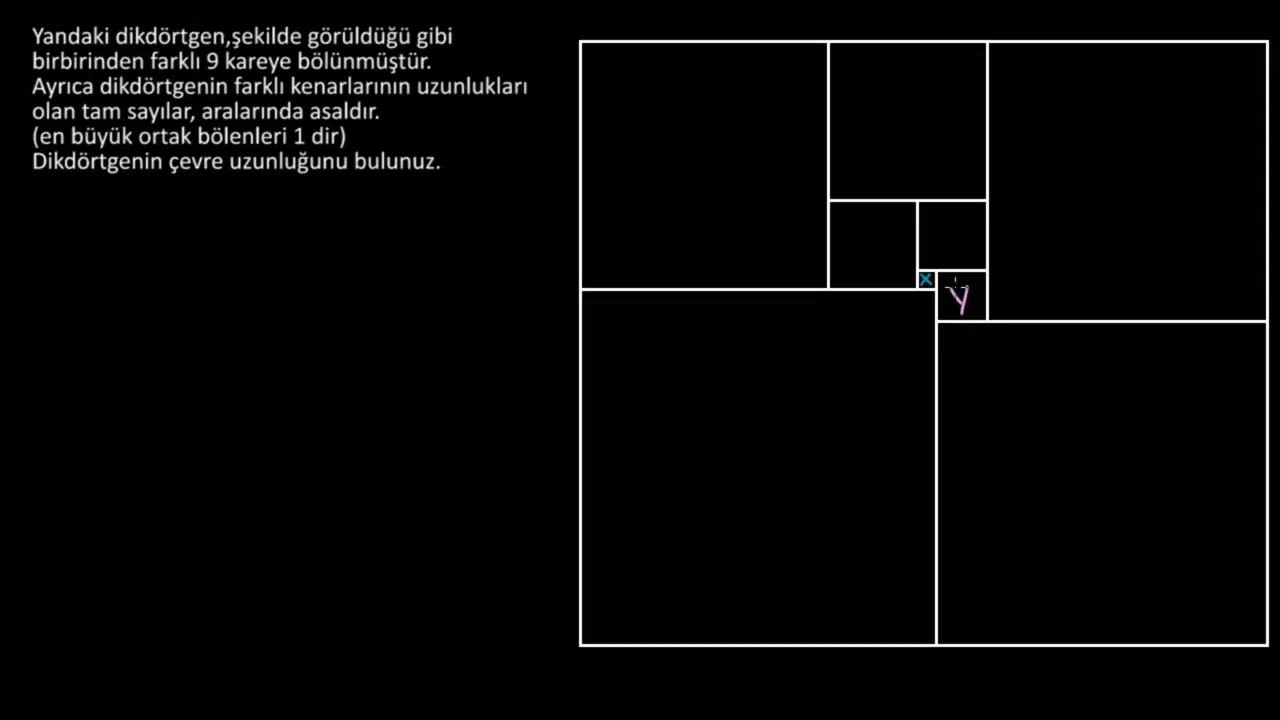 Yandaki dikdörtgen,şekilde görüldüğü gibi
birbirinden farklı 9 kareye bölünmüştür.
Ayrıca dikdörtgenin farklı kenarlarının uzunlukları
olan tam sayılar, aralarında asaldır.
(en büyük ortak bölenleri 1 dir)
Dikdörtgenin çevre uzunluğunu bulunuz.
x
y